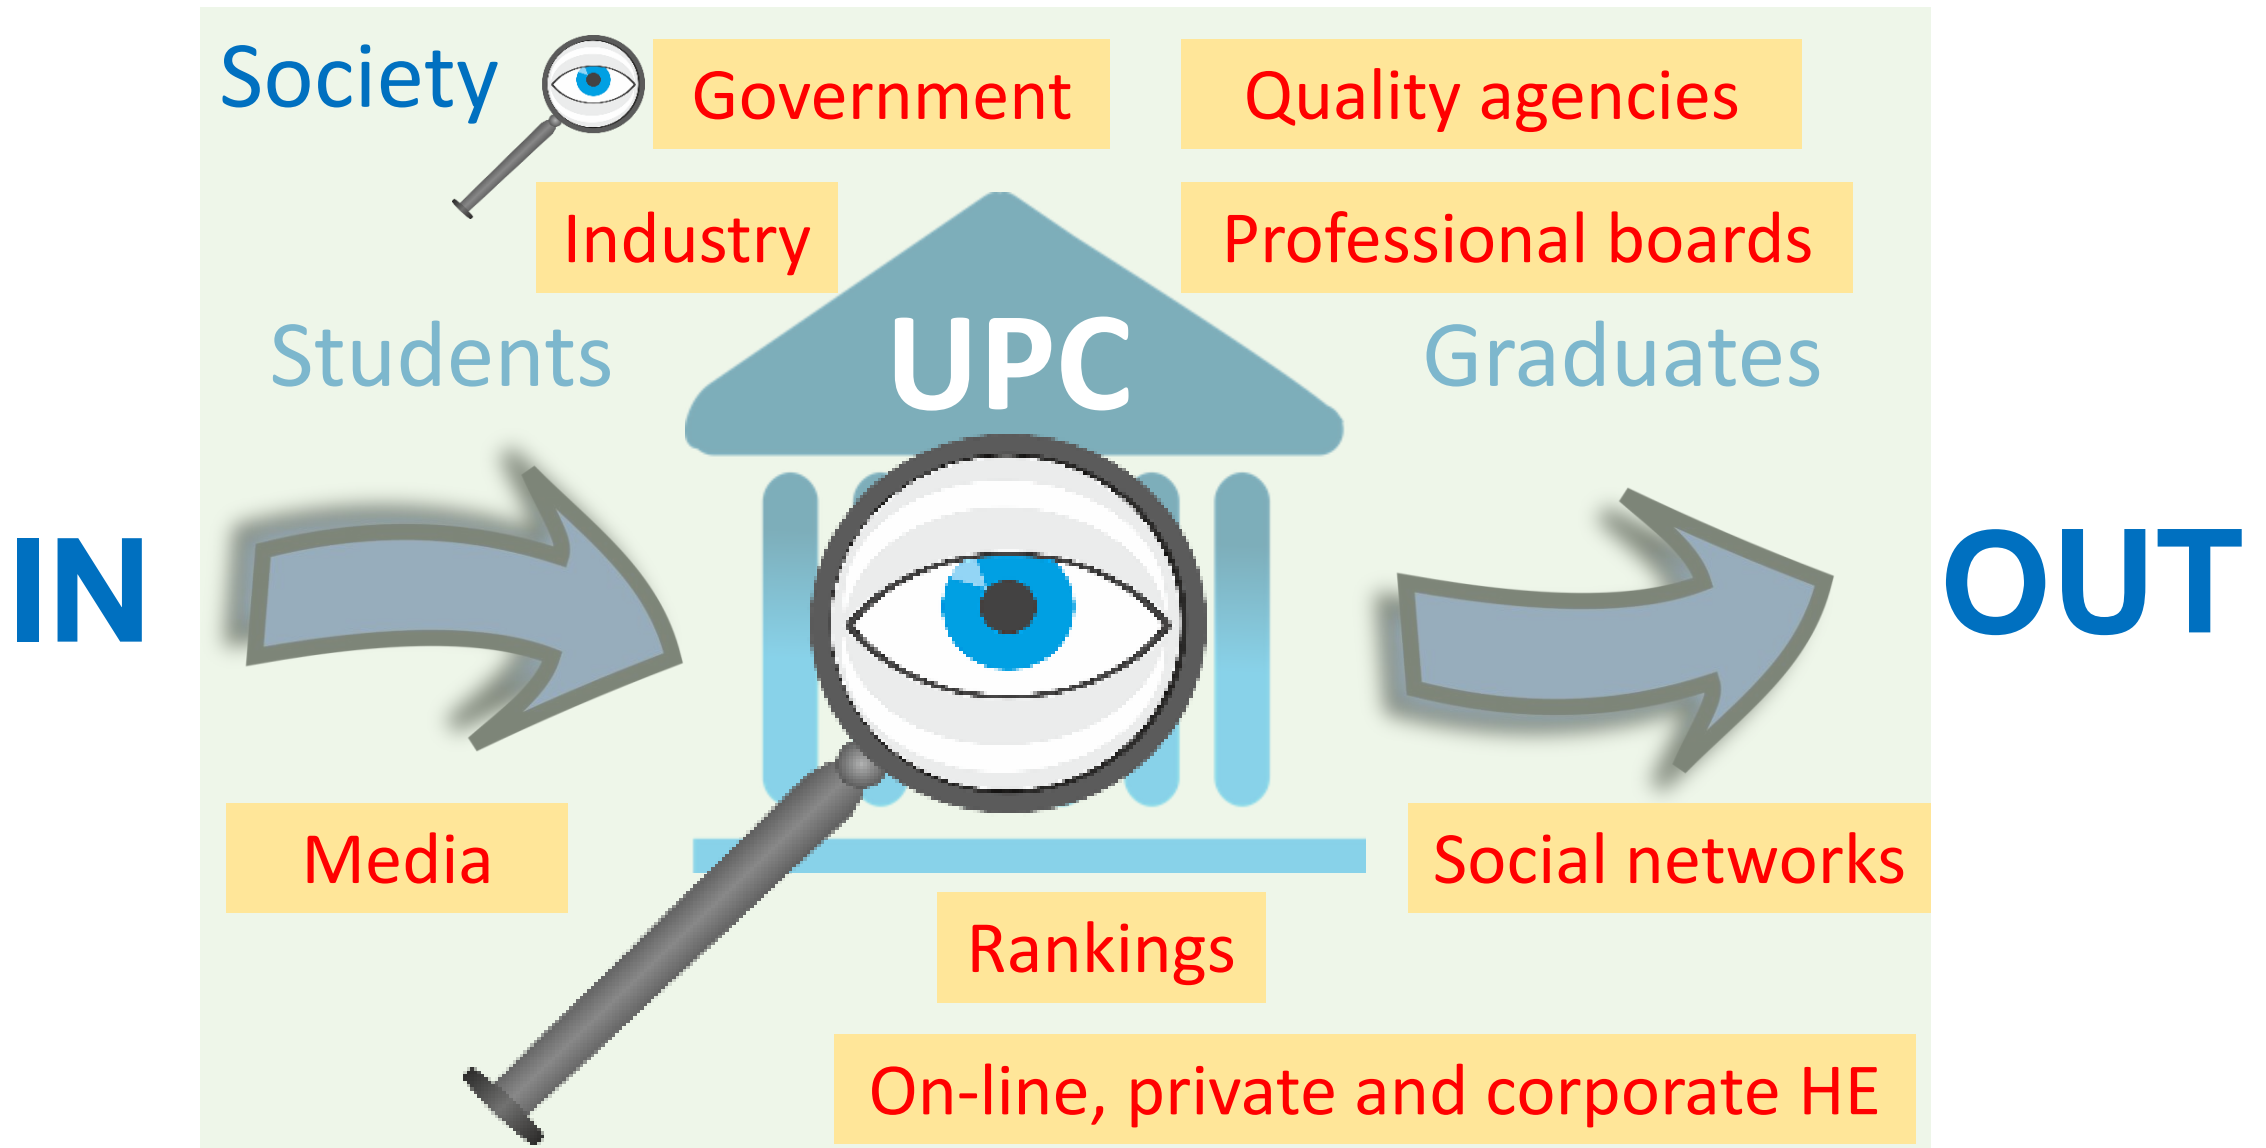 Society
Government
Quality agencies
Industry
Professional boards
UPC
Students
Graduates
IN
OUT
Media
Social networks
Rankings
On-line, private and corporate HE